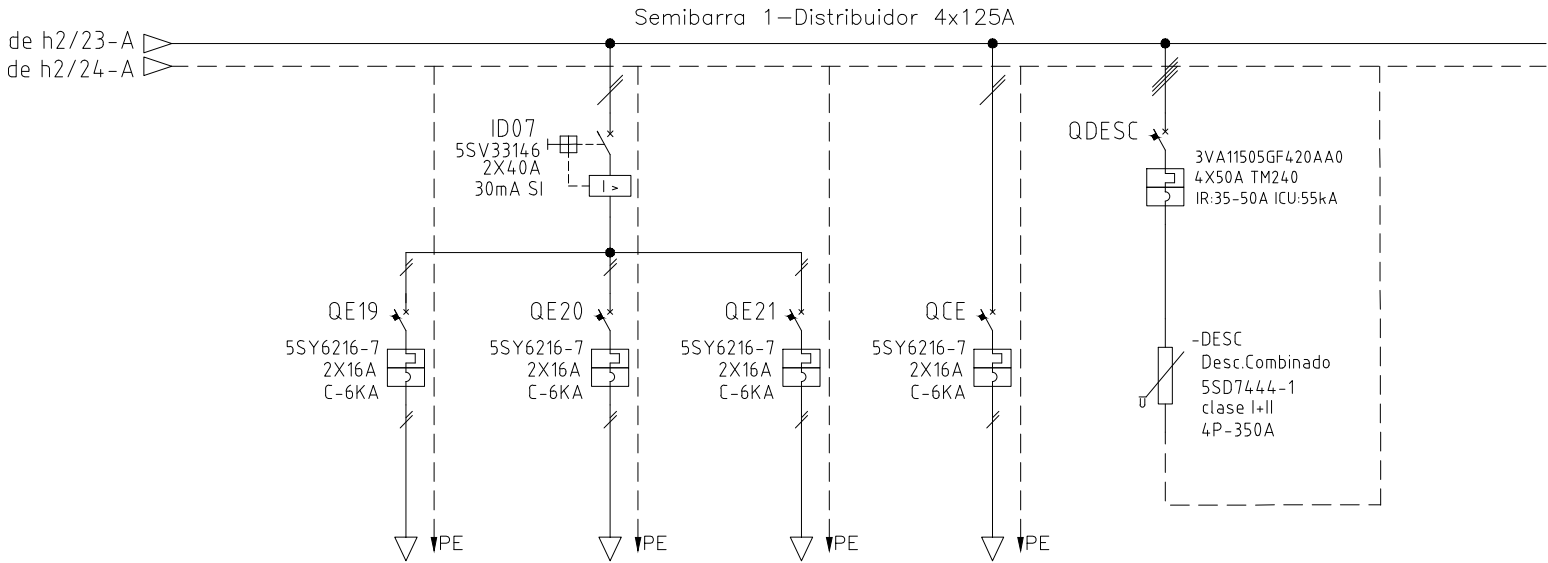 Semibarra 1-Distribuidor 4x125A
de h2/23-A
de h2/24-A
ID07
5SV33146
2X40A
30mA SI
I >
QDESC
3VA11505GF420AA0
4X50A TM240
IR:35-50A ICU:55kA
QE19
5SY6216-7
2X16A
C-6KA
QE20
5SY6216-7
2X16A
C-6KA
QE21
5SY6216-7
2X16A
C-6KA
QCE
5SY6216-7
2X16A
C-6KA
-DESC
Desc.Combinado
5SD7444-1
clase I+II
4P-350A
U
PE
PE
PE
PE